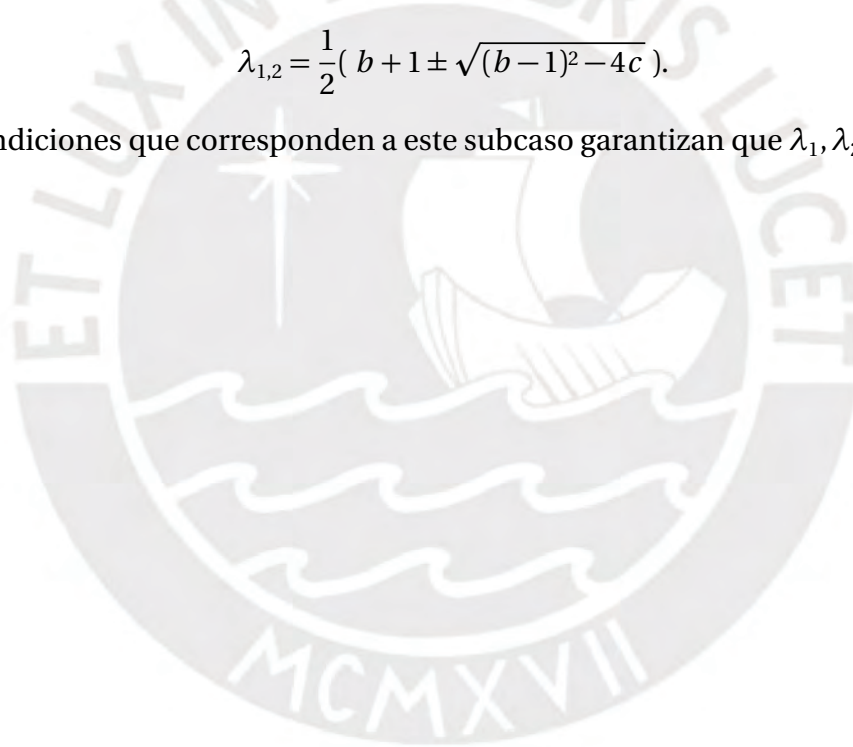 λ₁,₂ = 1/2( b + 1 ± √(b − 1)² − 4c ).
ndiciones que corresponden a este subcaso garantizan que λ₁, λ
ET LUX IN BRIS LUCET
MCMXVII